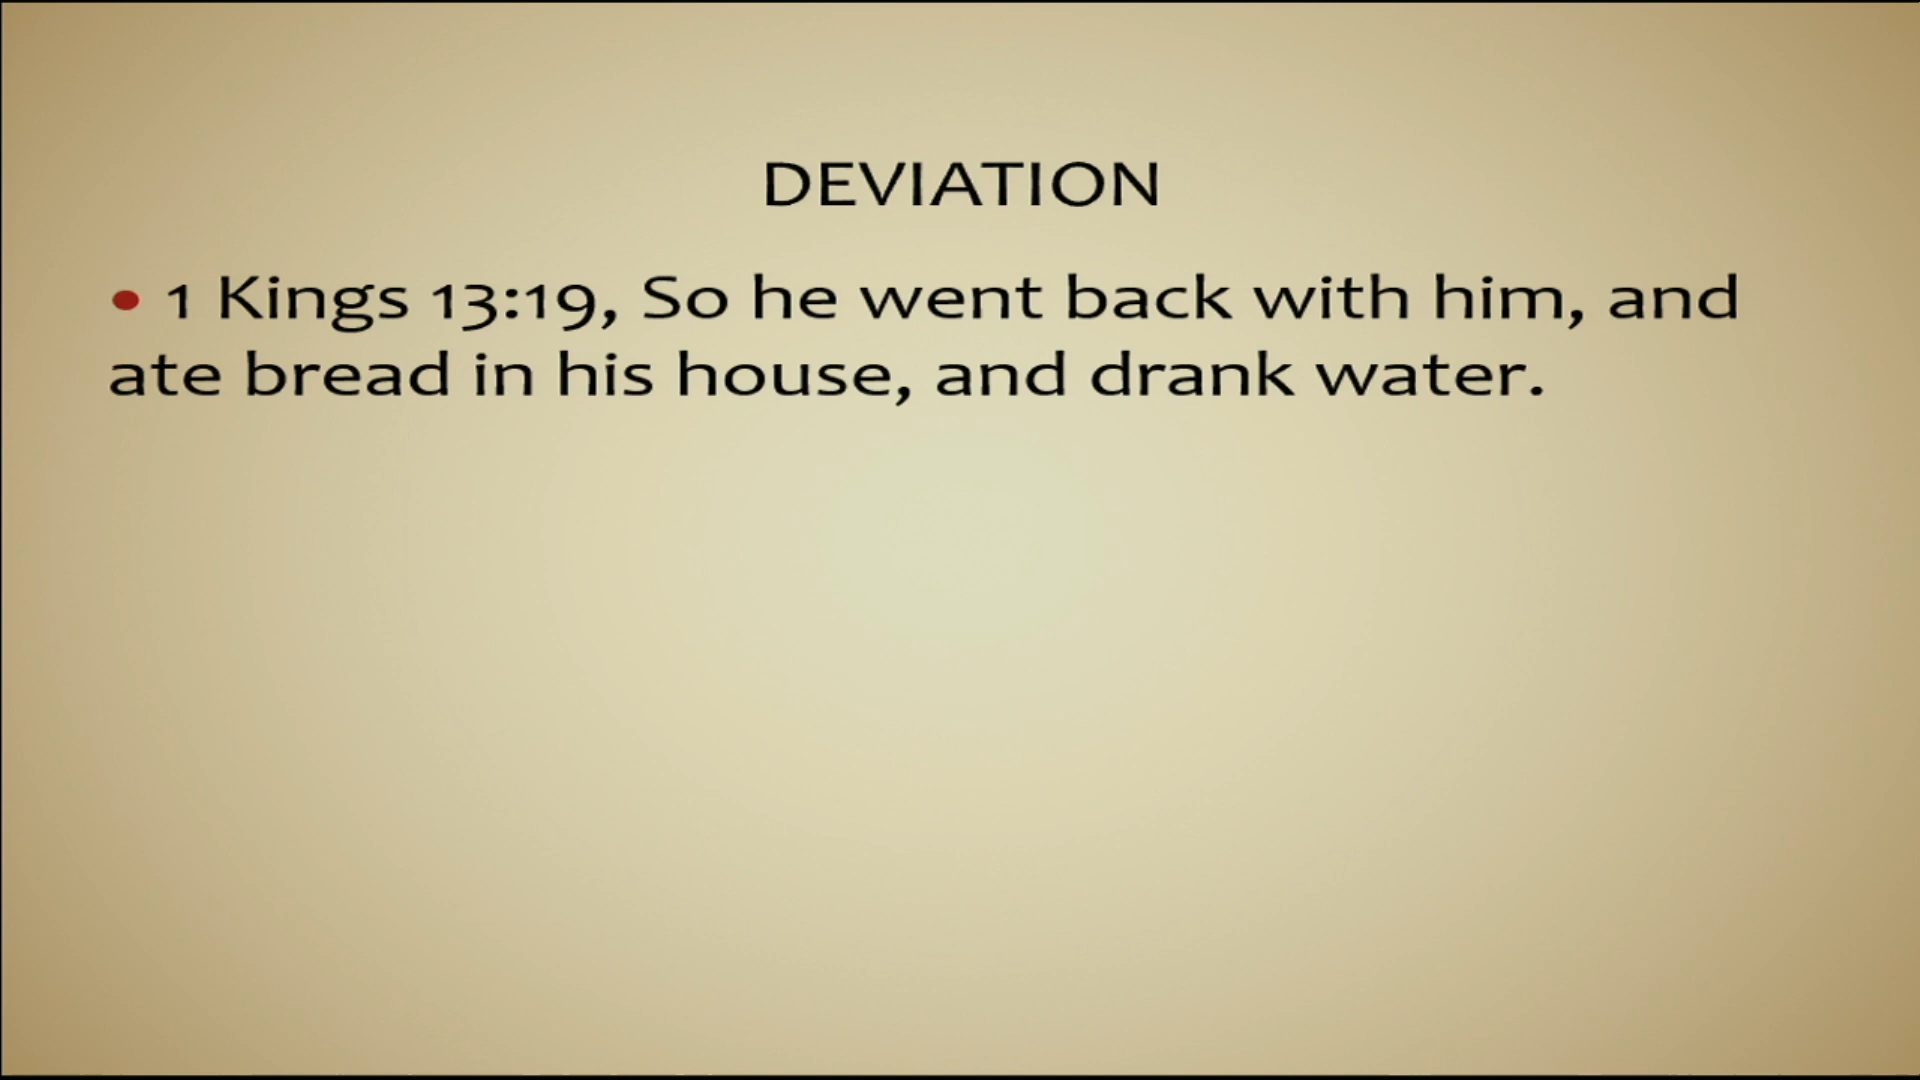 DEVIATION
• 1 Kings 13:19, So he went back with him, and
ate bread in his house, and drank water.